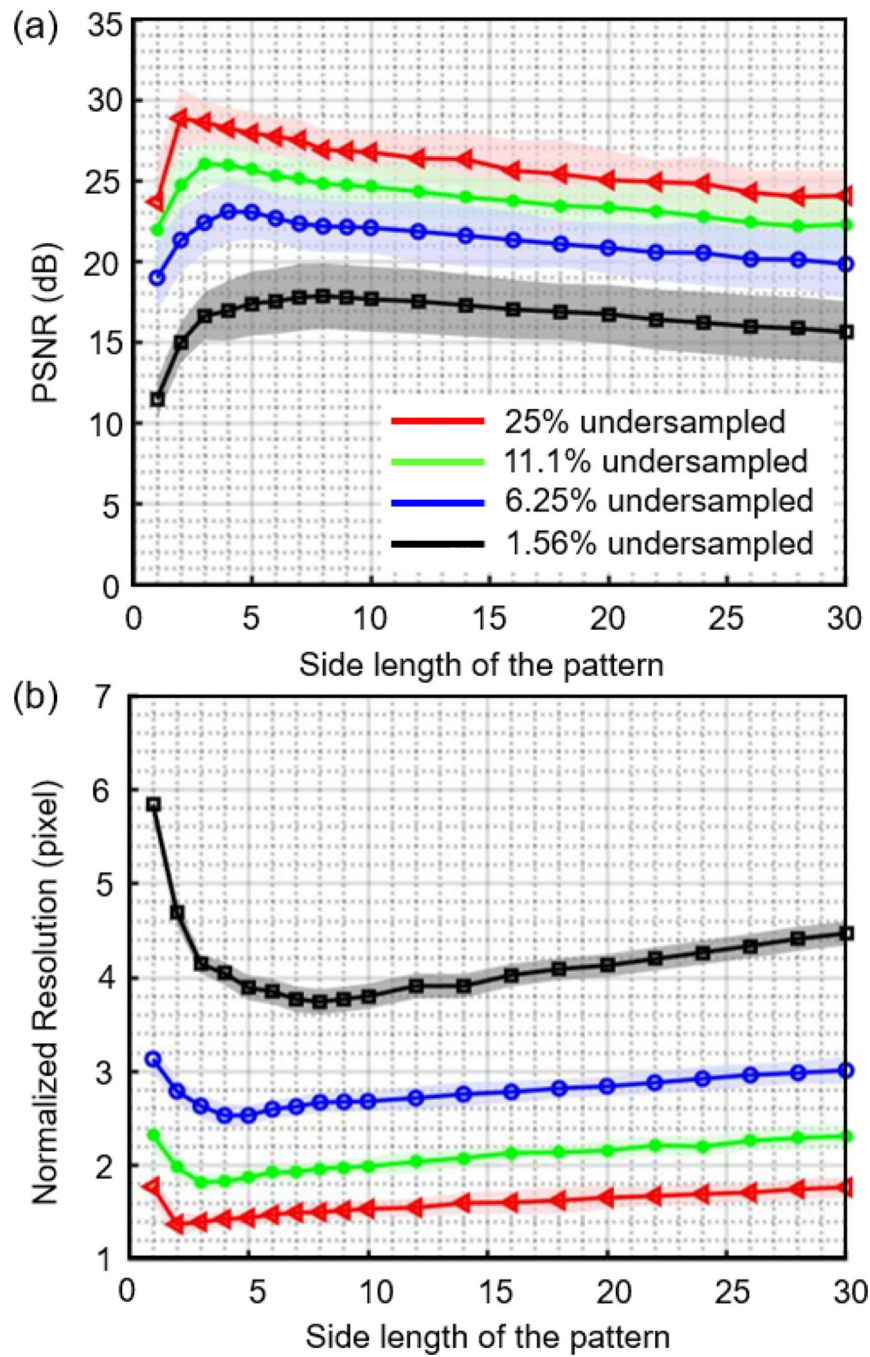 (a)
35
30
25
20
15
10
5
0
PSNR (dB)
25% undersampled
11.1% undersampled
6.25% undersampled
1.56% undersampled
0 5 10 15 20 25 30
Side length of the pattern
(b)
7
6
5
4
3
2
1
Normalized Resolution (pixel)
0 5 10 15 20 25 30
Side length of the pattern